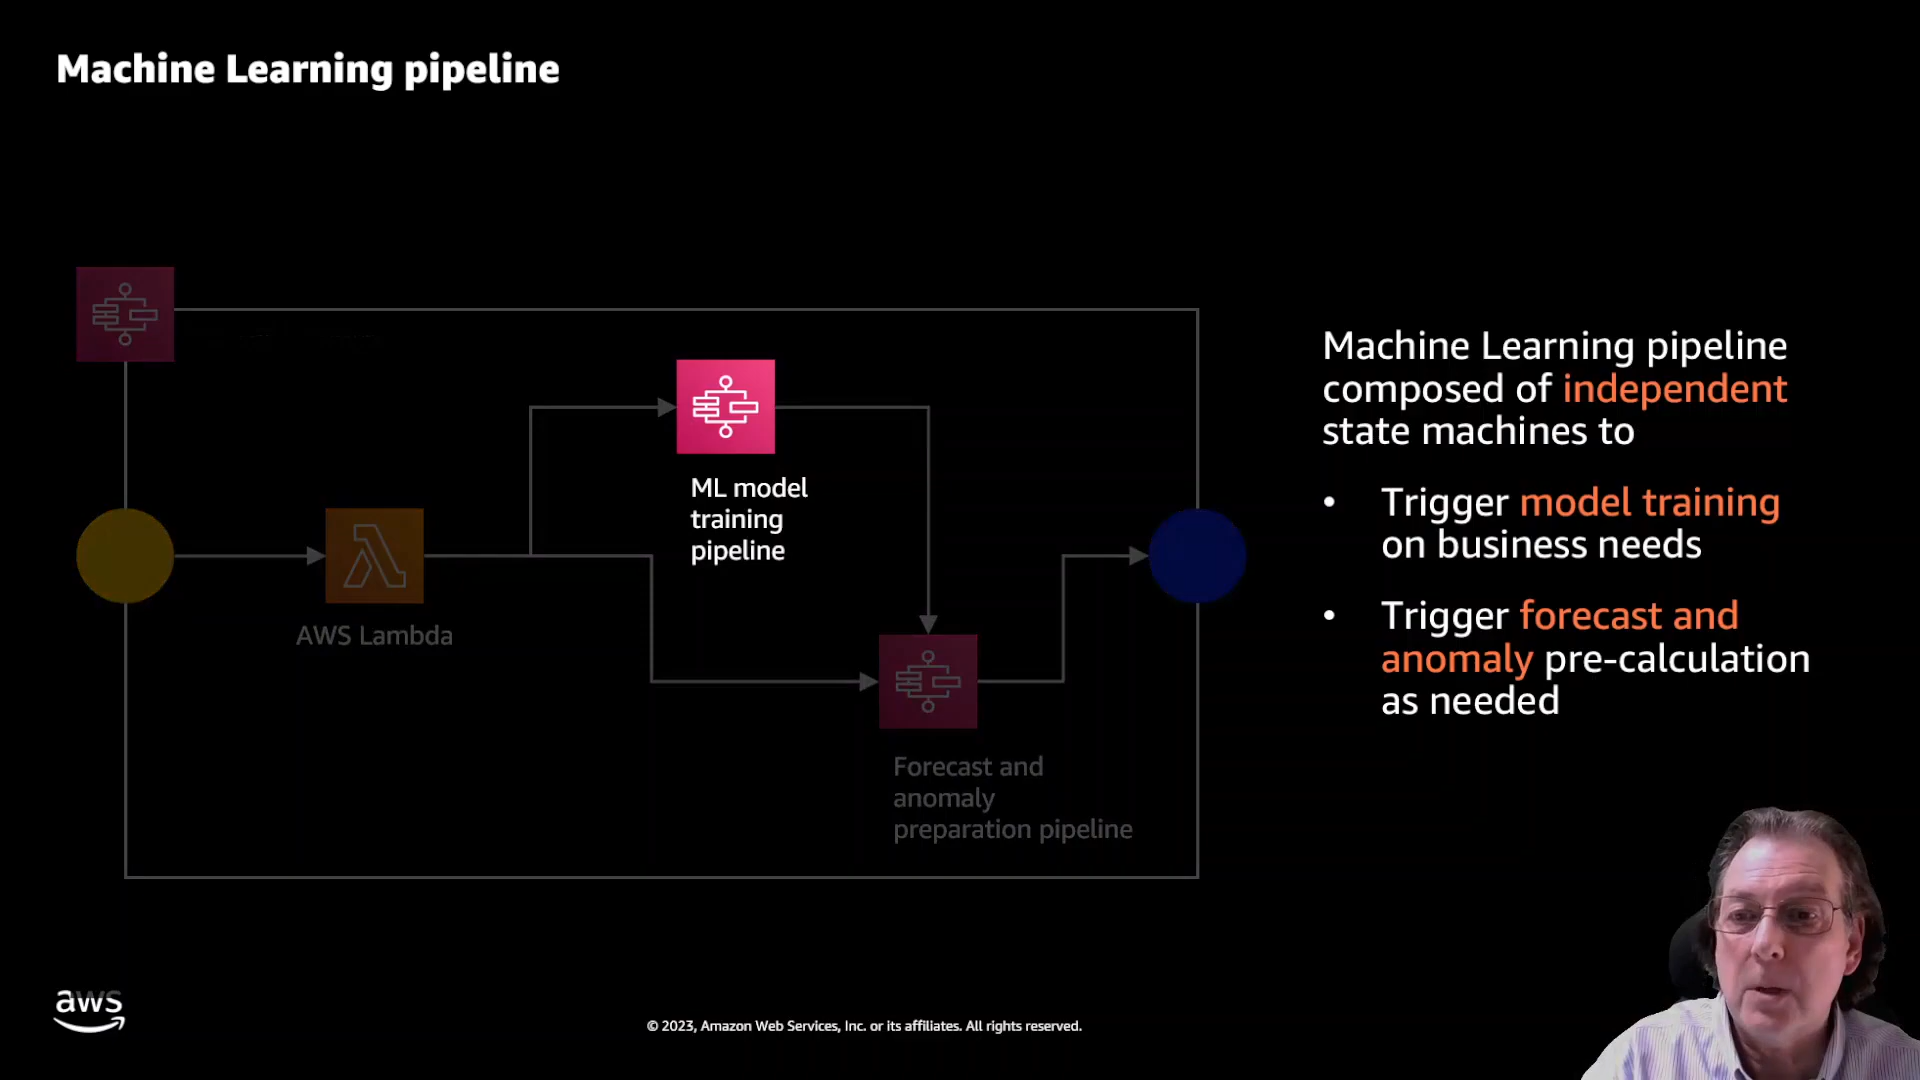 Machine Learning pipeline
ML model
training
pipeline
AWS Lambda
Forecast and
anomaly
preparation pipeline
Machine Learning pipeline
composed of independent
state machines to
• Trigger model training
on business needs
• Trigger forecast and
anomaly pre-calculation
as needed
aws
© 2023, Amazon Web Services, Inc. or its affiliates. All rights reserved.